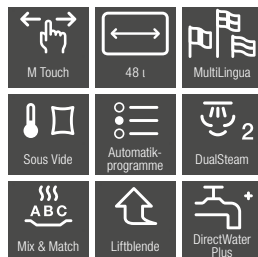 M Touch
48 ι
MultiLingua
Sous Vide
Automatik-
programme
2
DualSteam
ABC
Mix & Match
Liftblende
DirectWater
Plus